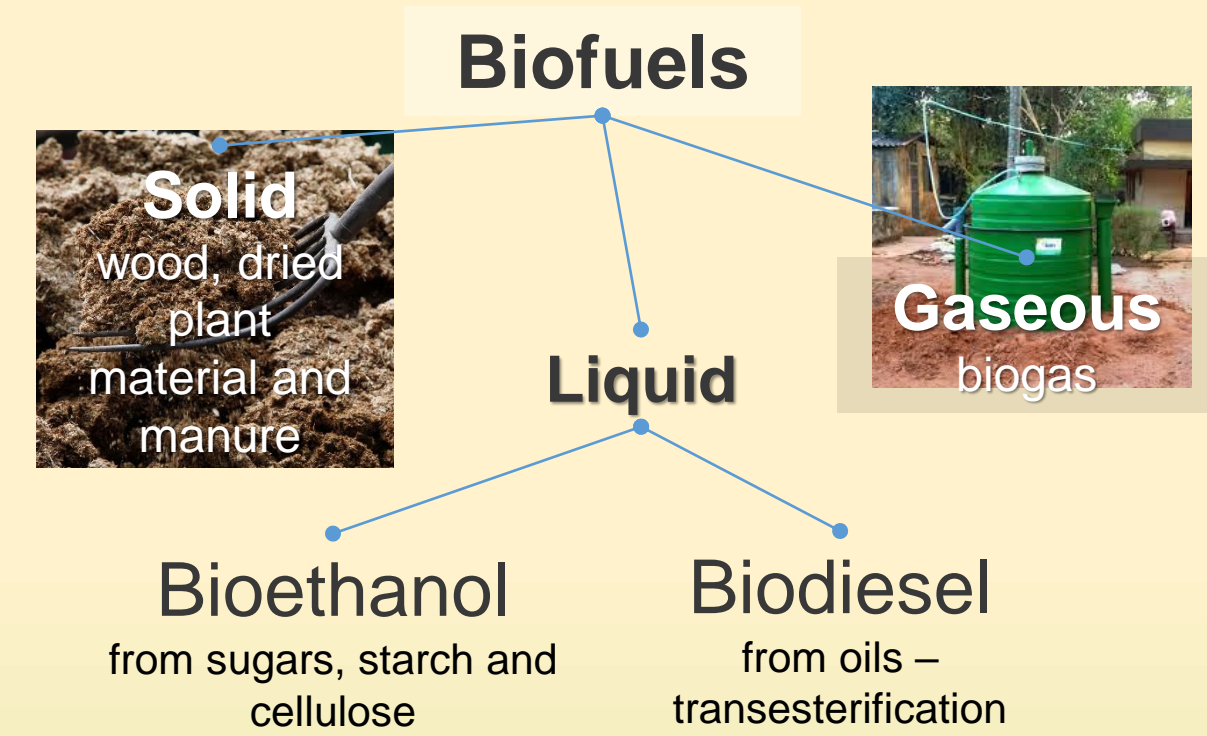 Biofuels
Solid
wood, dried
plant
material and
manure
Liquid
Gaseous
biogas
Bioethanol
from sugars, starch and
cellulose
Biodiesel
from oils –
transesterification